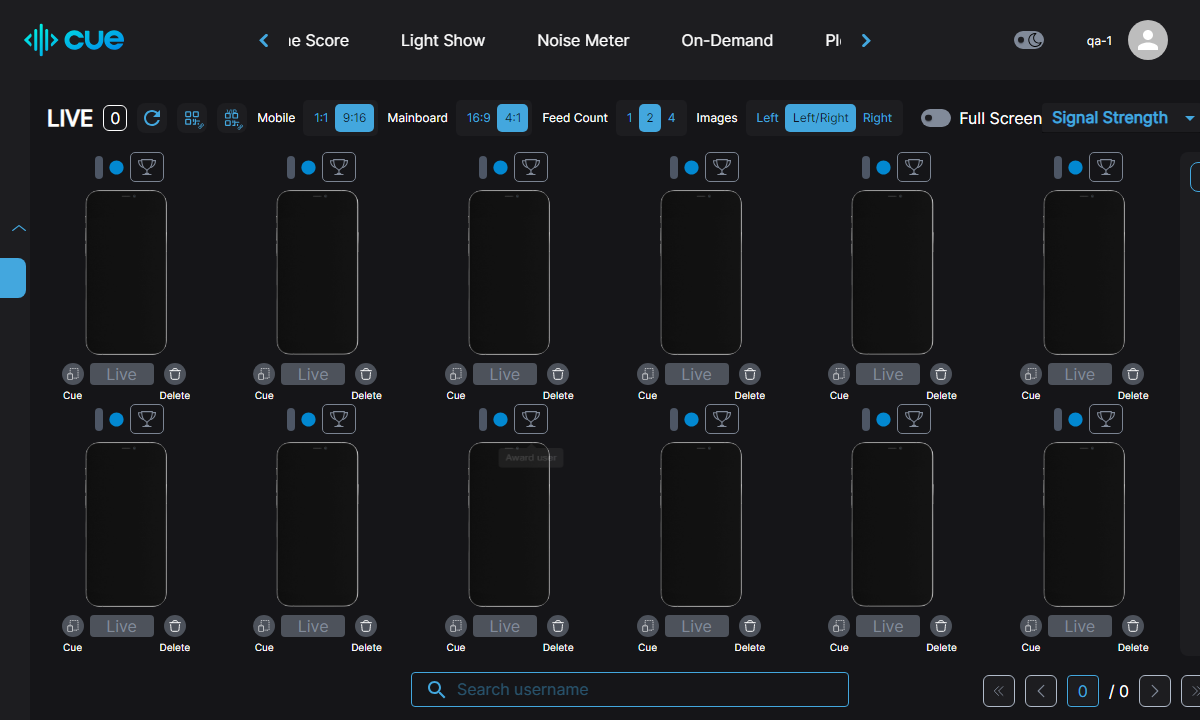 cue
e Score
Light Show
Noise Meter
On-Demand
Pl
qa-1
LIVE 0
Mobile 1:1 9:16
Mainboard 16:9 4:1
Feed Count 1 2 4
Images Left Left/Right Right
Full Screen
Signal Strength
Live Live Live Live Live Live
Cue Delete Cue Delete Cue Delete Cue Delete Cue Delete Cue Delete
Award user
Live Live Live Live Live Live
Cue Delete Cue Delete Cue Delete Cue Delete Cue Delete Cue Delete
Search username
0 / 0